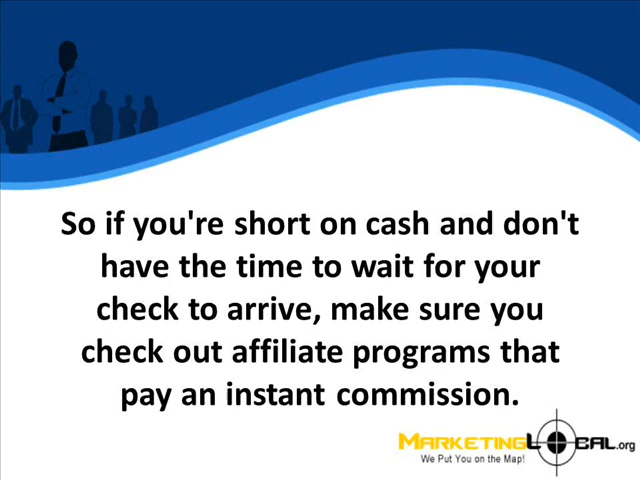 So if you're short on cash and don't
have the time to wait for your
check to arrive, make sure you
check out affiliate programs that
pay an instant commission.
MARKETINGLOCAL.org
We Put You on the Map!